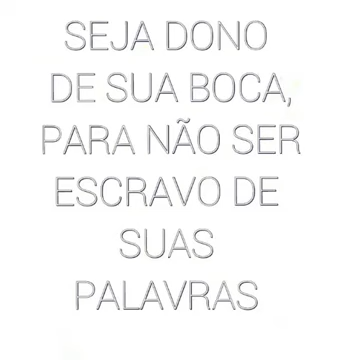 SEJA DONO
DE SUA BOCA,
PARA NÃO SER
ESCRAVO DE
SUAS
PALAVRAS